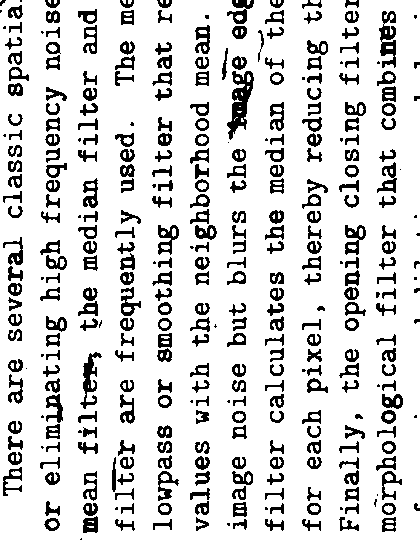 There are several classic spatial
or eliminating high frequency noise
mean filter, the median filter and
filter are frequently used. The me
lowpass or smoothing filter that re
values with the neighborhood mean.
image noise but blurs the image edg
filter calculates the median of the
for each pixel, thereby reducing th
Finally, the opening closing filter
morphological filter that combines